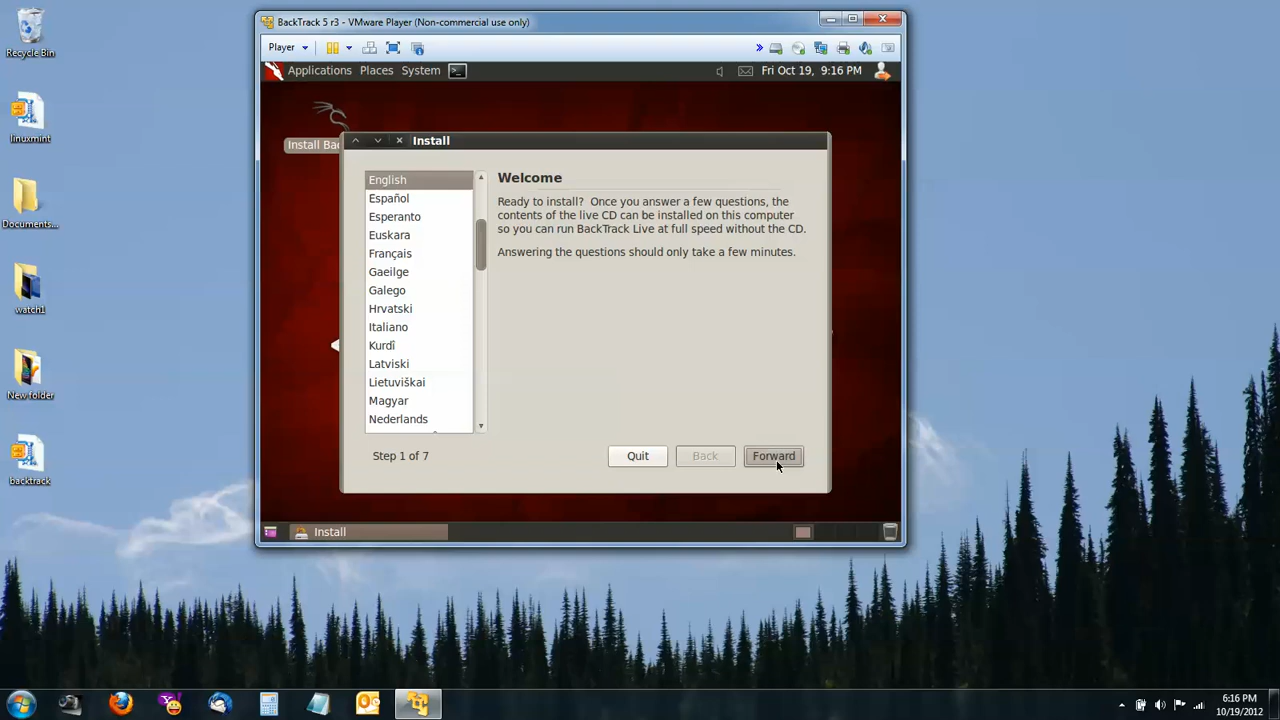 Recycle Bin
linuxmint
Documents...
watch1
New folder
backtrack
BackTrack 5 r3 - VMware Player (Non-commercial use only)
Player
Applications Places System
Fri Oct 19, 9:16 PM
Install Bac
Install
English
Español
Esperanto
Euskara
Français
Gaeilge
Galego
Hrvatski
Italiano
Kurdî
Latviski
Lietuviškai
Magyar
Nederlands
Welcome
Ready to install? Once you answer a few questions, the
contents of the live CD can be installed on this computer
so you can run BackTrack Live at full speed without the CD.
Answering the questions should only take a few minutes.
Step 1 of 7
Quit
Back
Forward
Install
6:16 PM
10/19/2012